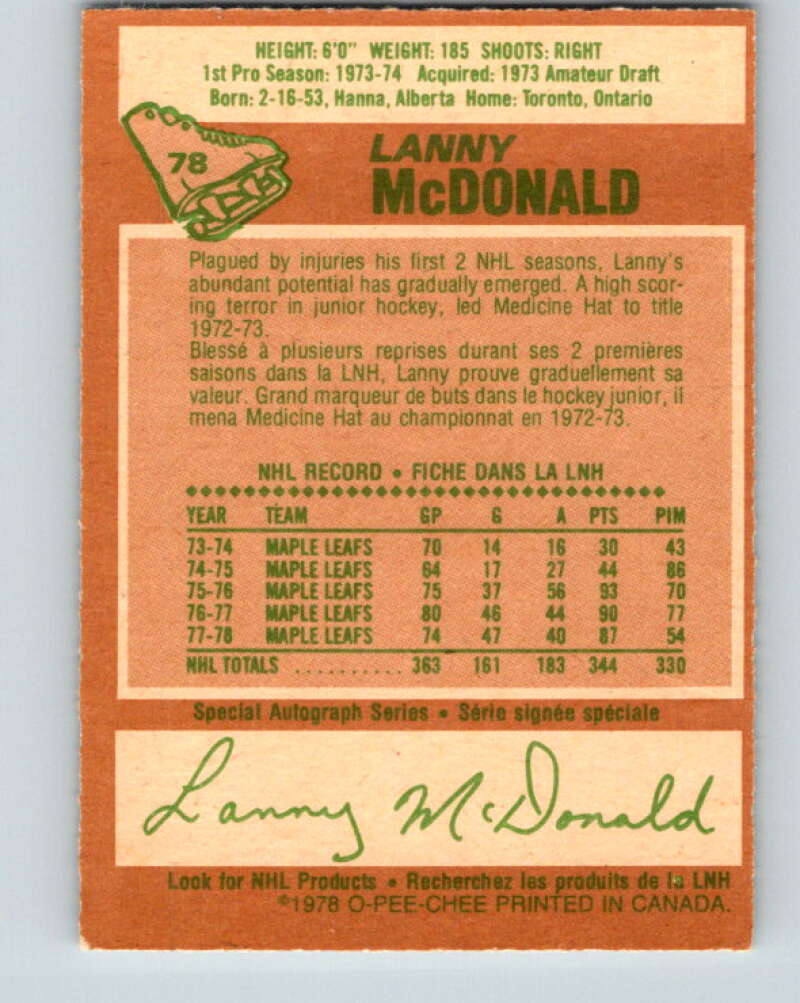 HEIGHT: 6'0" WEIGHT: 185 SHOOTS: RIGHT
1st Pro Season: 1973-74 Acquired: 1973 Amateur Draft
Born: 2-16-53, Hanna, Alberta Home: Toronto, Ontario
78
LANNY
McDONALD
Plagued by injuries his first 2 NHL seasons, Lanny's
abundant potential has gradually emerged. A high scor-
ing terror in junior hockey, led Medicine Hat to title
1972-73.
Blessé à plusieurs reprises durant ses 2 premières
saisons dans la LNH, Lanny prouve graduellement sa
valeur. Grand marqueur de buts dans le hockey junior, il
mena Medicine Hat au championnat en 1972-73.
NHL RECORD • FICHE DANS LA LNH
YEAR TEAM GP G A PTS PIM
73-74 MAPLE LEAFS 70 14 16 30 43
74-75 MAPLE LEAFS 64 17 27 44 86
75-76 MAPLE LEAFS 75 37 56 93 70
76-77 MAPLE LEAFS 80 46 44 90 77
77-78 MAPLE LEAFS 74 47 40 87 54
NHL TOTALS .......... 363 161 183 344 330
Special Autograph Series • Série signée spéciale
Lanny McDonald
Look for NHL Products • Recherchez les produits de la LNH
©1978 O-PEE-CHEE PRINTED IN CANADA.